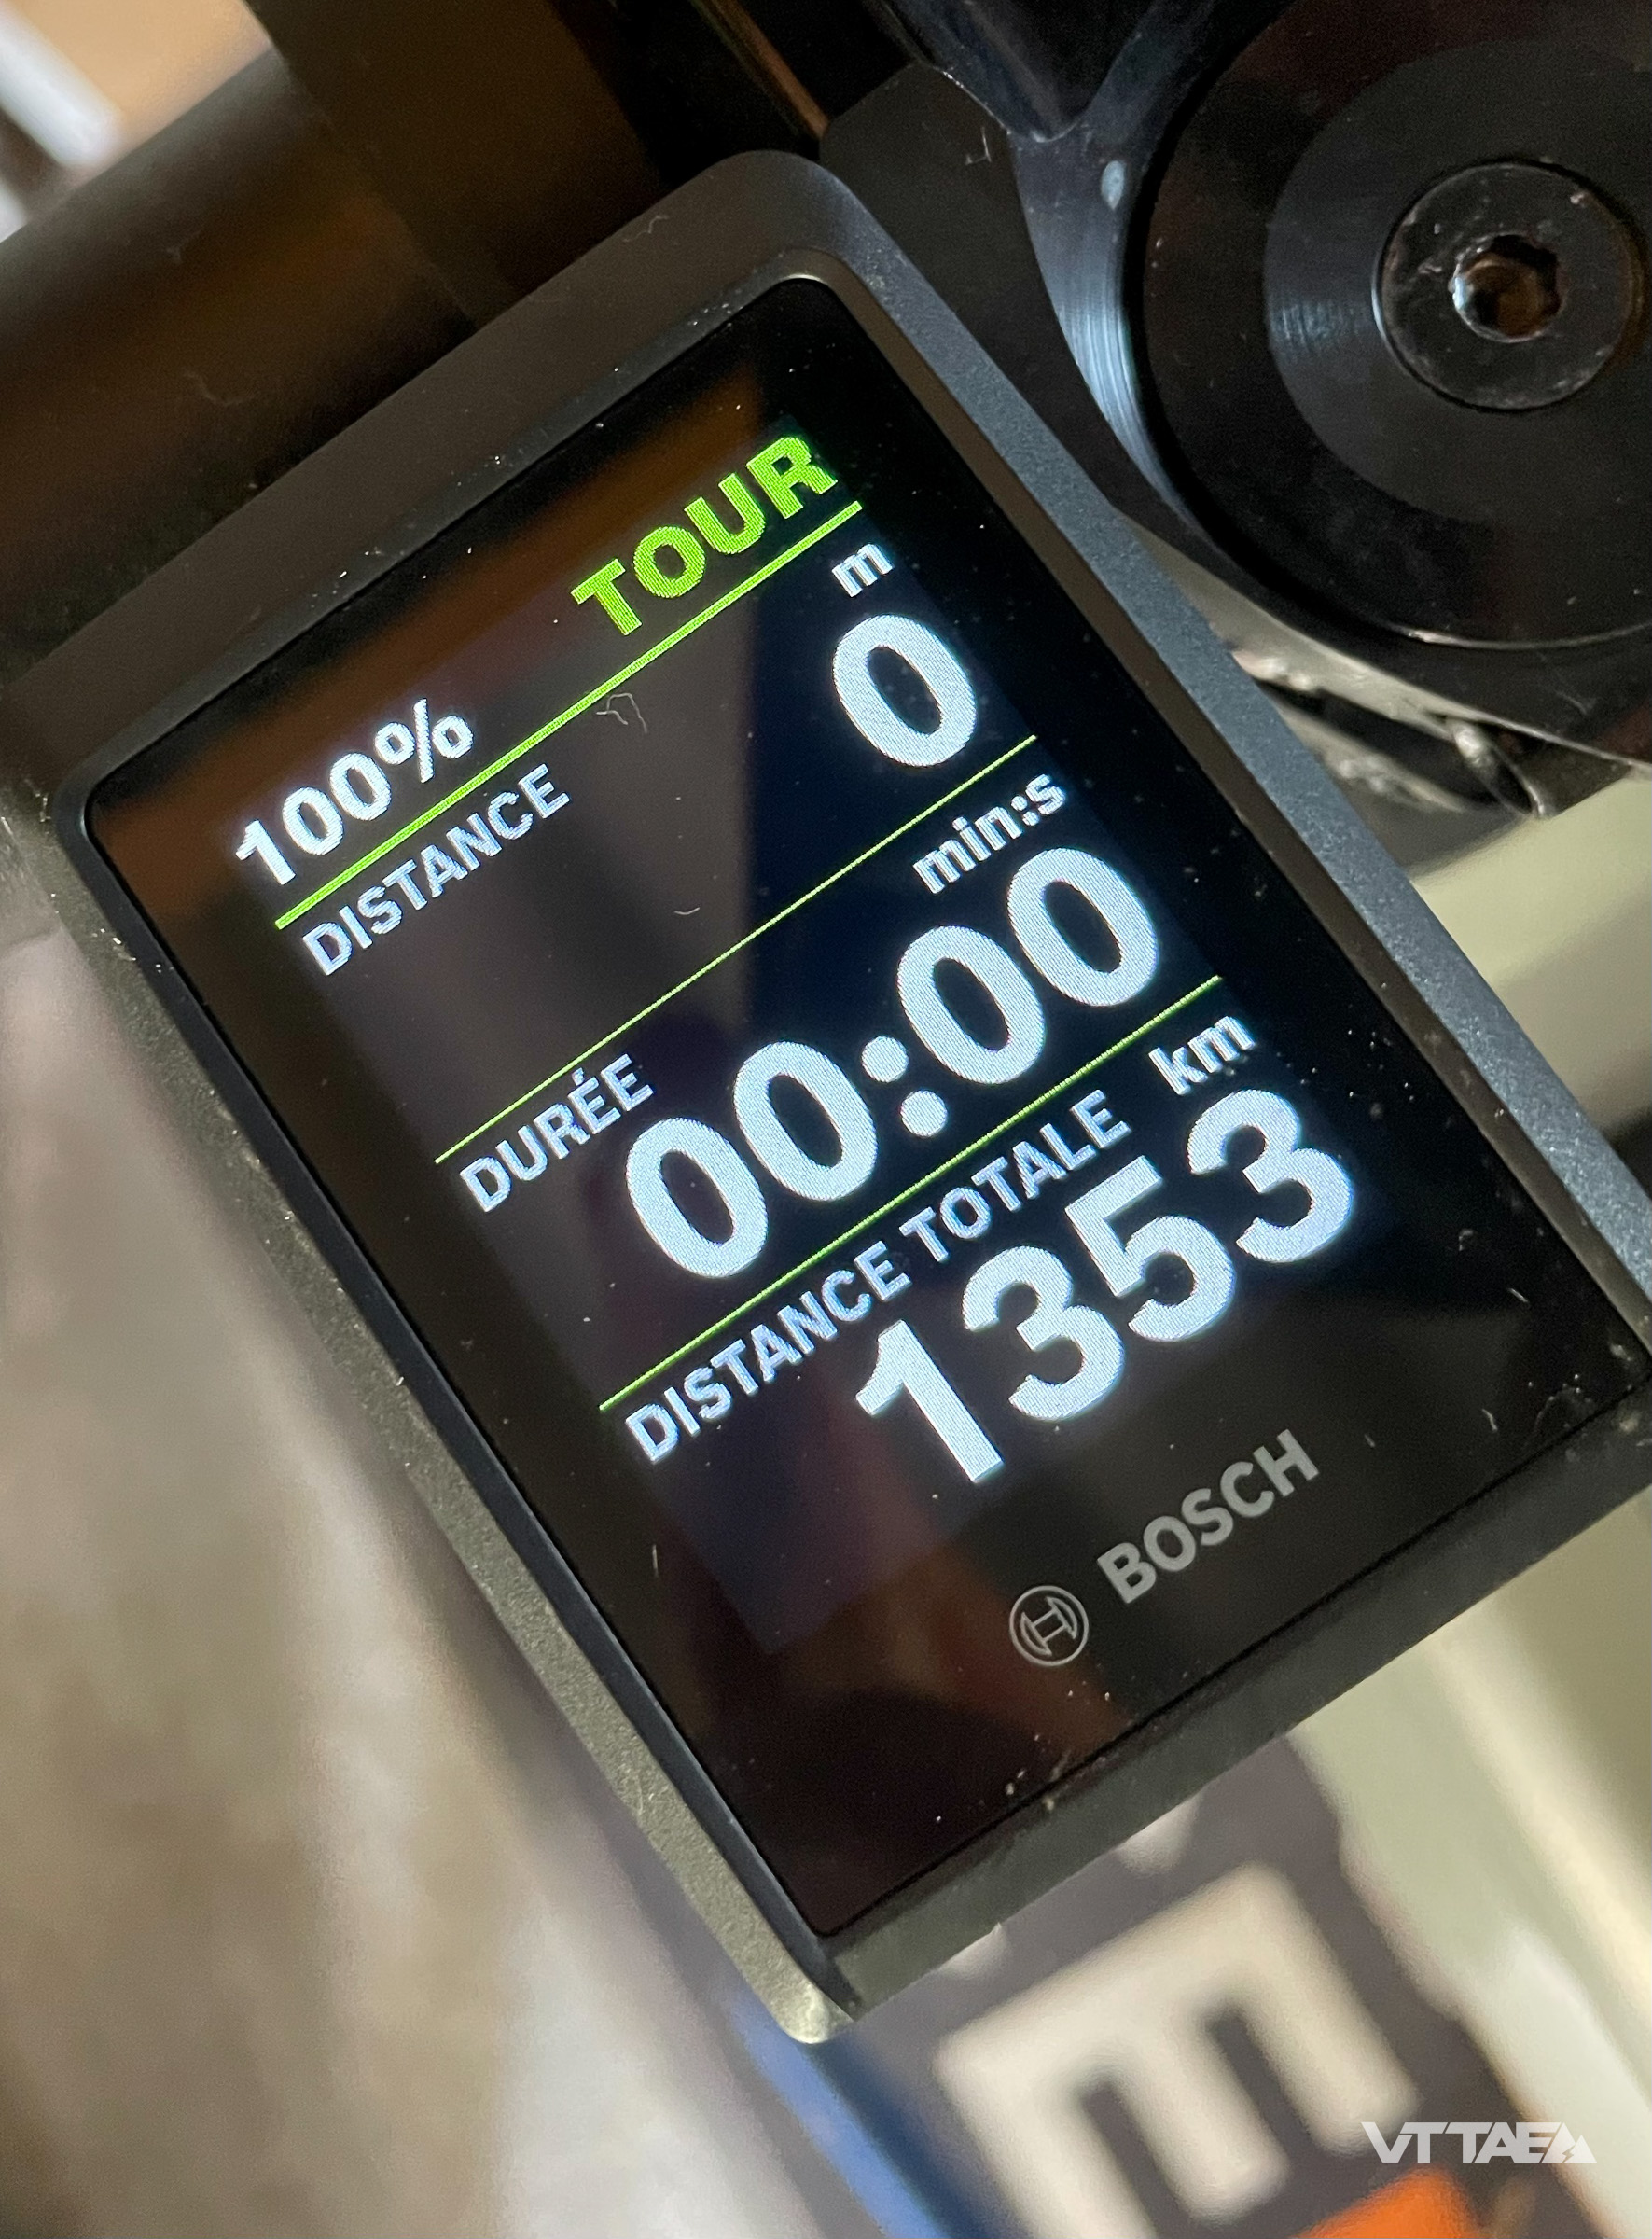 100% TOUR
DISTANCE m
0
DURÉE min:s
00:00
DISTANCE TOTALE km
1353
BOSCH
VTTAE